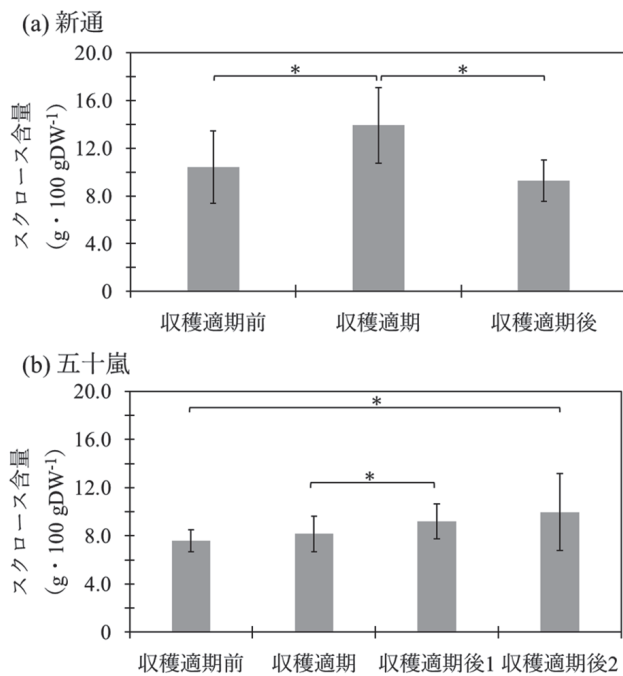 (a) 新通
スクロース含量
(g・100 gDW-1)
20.0
16.0
12.0
8.0
4.0
0
*
*
収穫適期前
収穫適期
収穫適期後
(b) 五十嵐
スクロース含量
(g・100 gDW-1)
20.0
16.0
12.0
8.0
4.0
0
*
*
収穫適期前
収穫適期
収穫適期後1
収穫適期後2